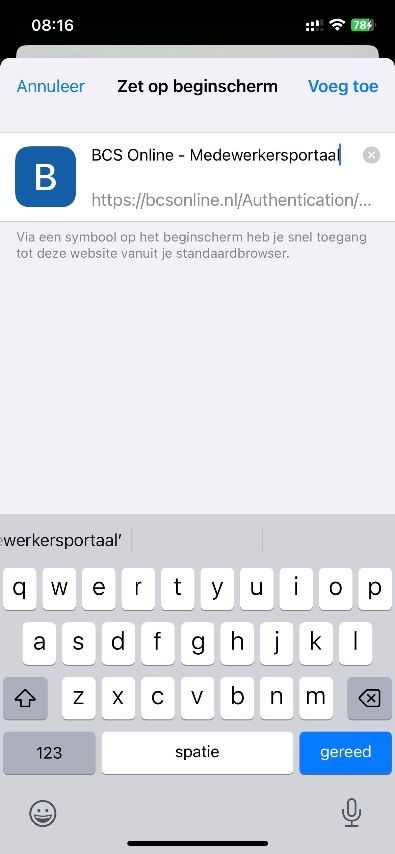 08:16
78
Annuleer
Zet op beginscherm
Voeg toe
B
BCS Online - Medewerkersportaal
https://bcsonline.nl/Authentication/...
Via een symbool op het beginscherm heb je snel toegang
tot deze website vanuit je standaardbrowser.
werkersportaal’
q w e r t y u i o p
a s d f g h j k l
z x c v b n m
123
spatie
gereed